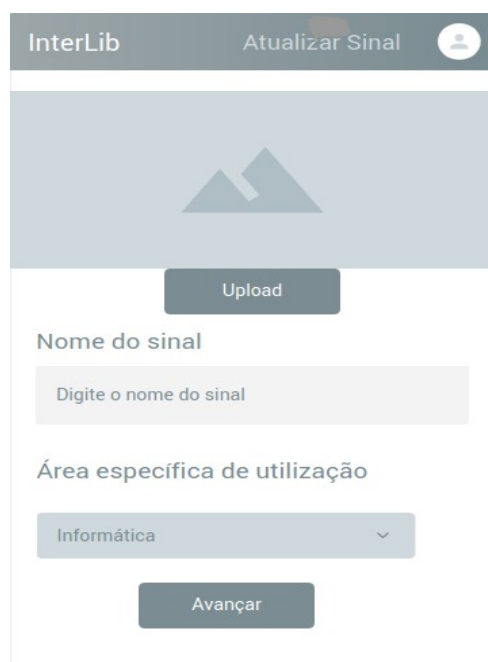 InterLib Atualizar Sinal
Upload
Nome do sinal
Digite o nome do sinal
Área específica de utilização
Informática
Avançar